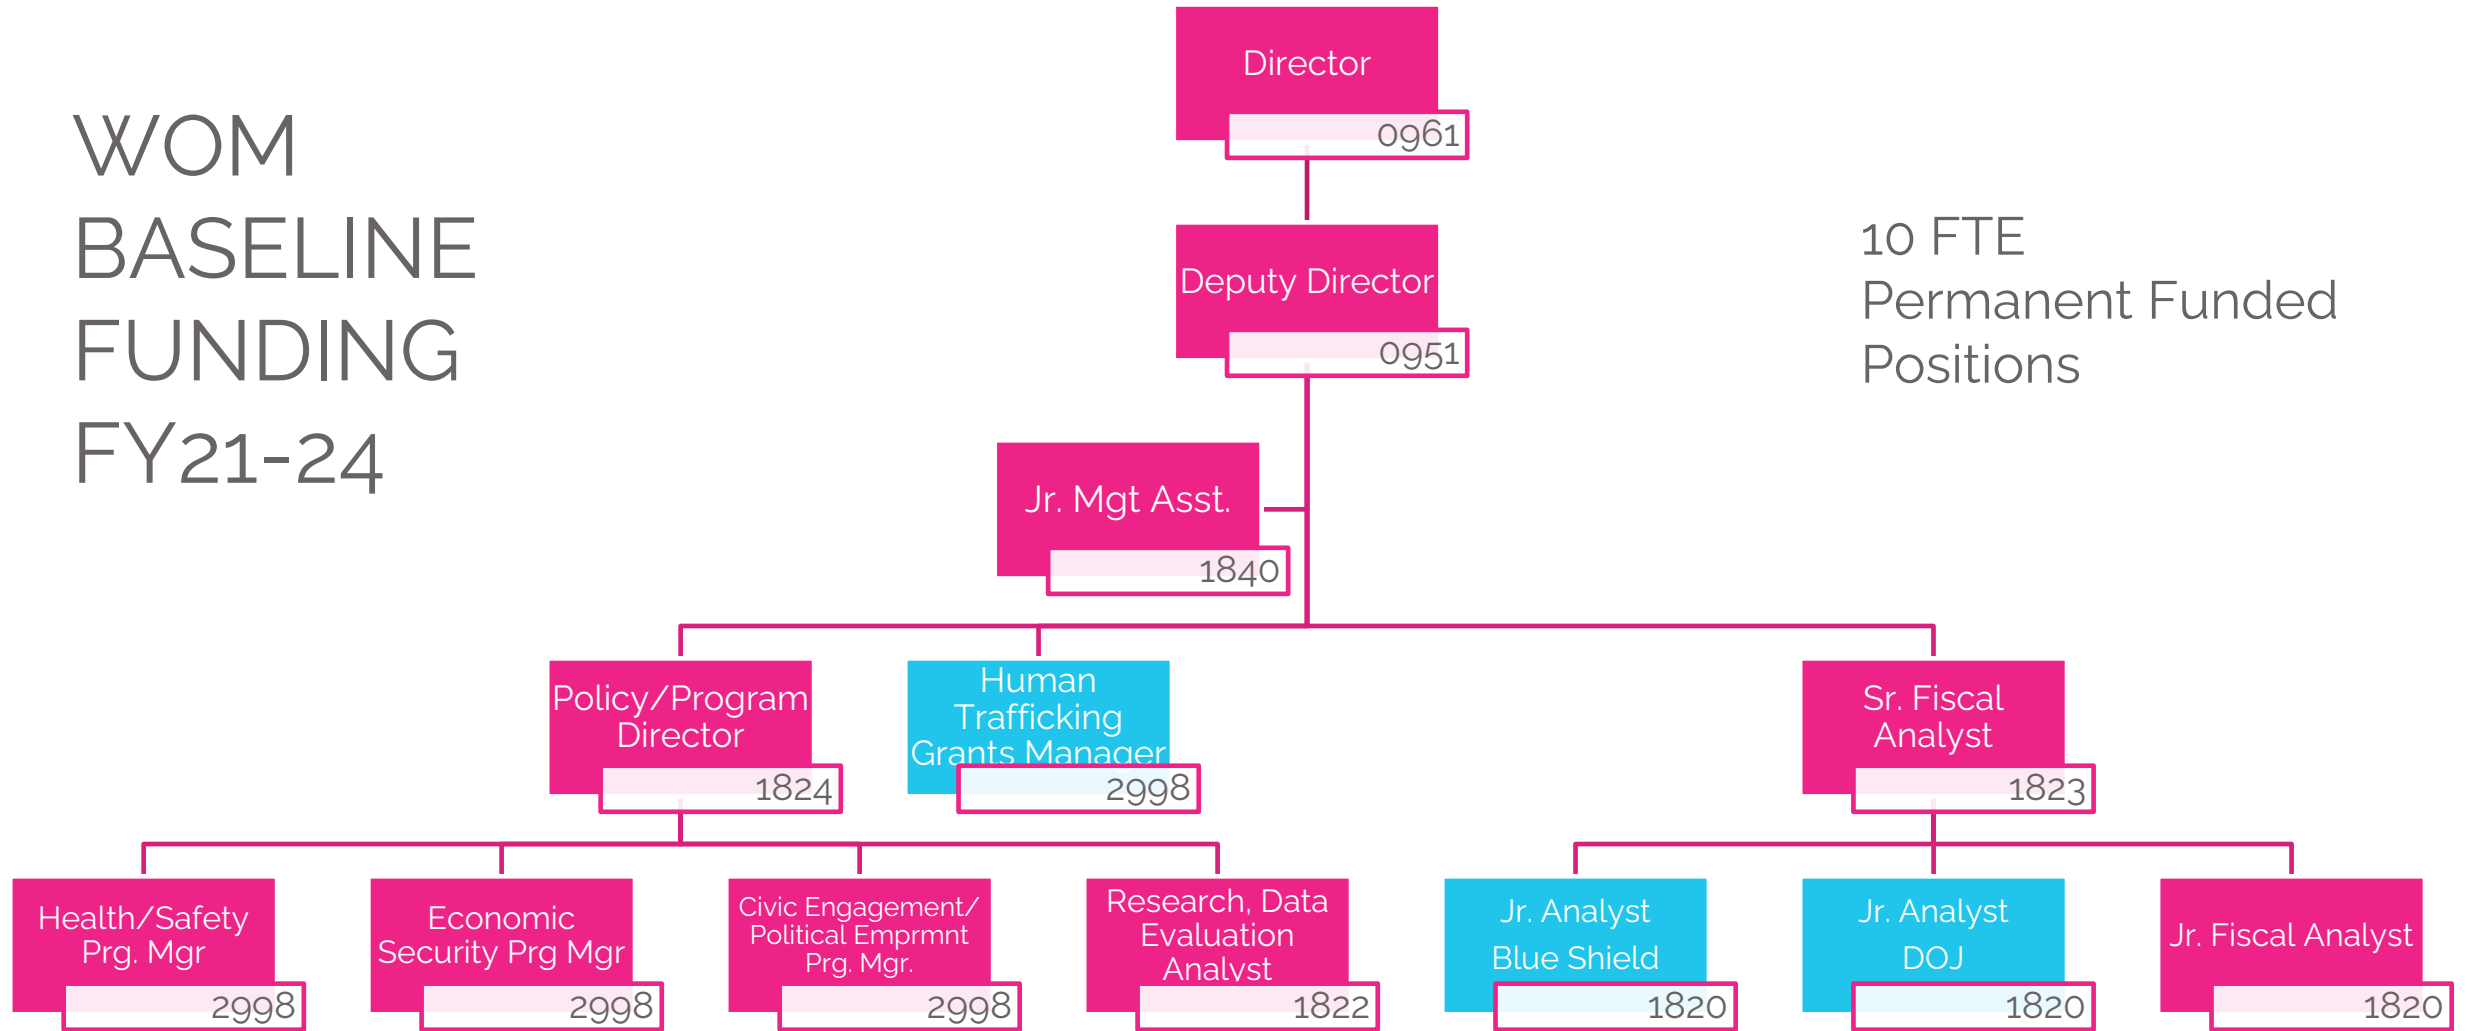 WOM
BASELINE
FUNDING
FY21-24
10 FTE
Permanent Funded
Positions
Director
0961
Deputy Director
0951
Jr. Mgt Asst.
1840
Policy/Program
Director
1824
Human
Trafficking
Grants Manager
2998
Sr. Fiscal
Analyst
1823
Health/Safety
Prg. Mgr
2998
Economic
Security Prg Mgr
2998
Civic Engagement/
Political Emprmnt
Prg. Mgr.
2998
Research, Data
Evaluation
Analyst
1822
Jr. Analyst
Blue Shield
1820
Jr. Analyst
DOJ
1820
Jr. Fiscal Analyst
1820